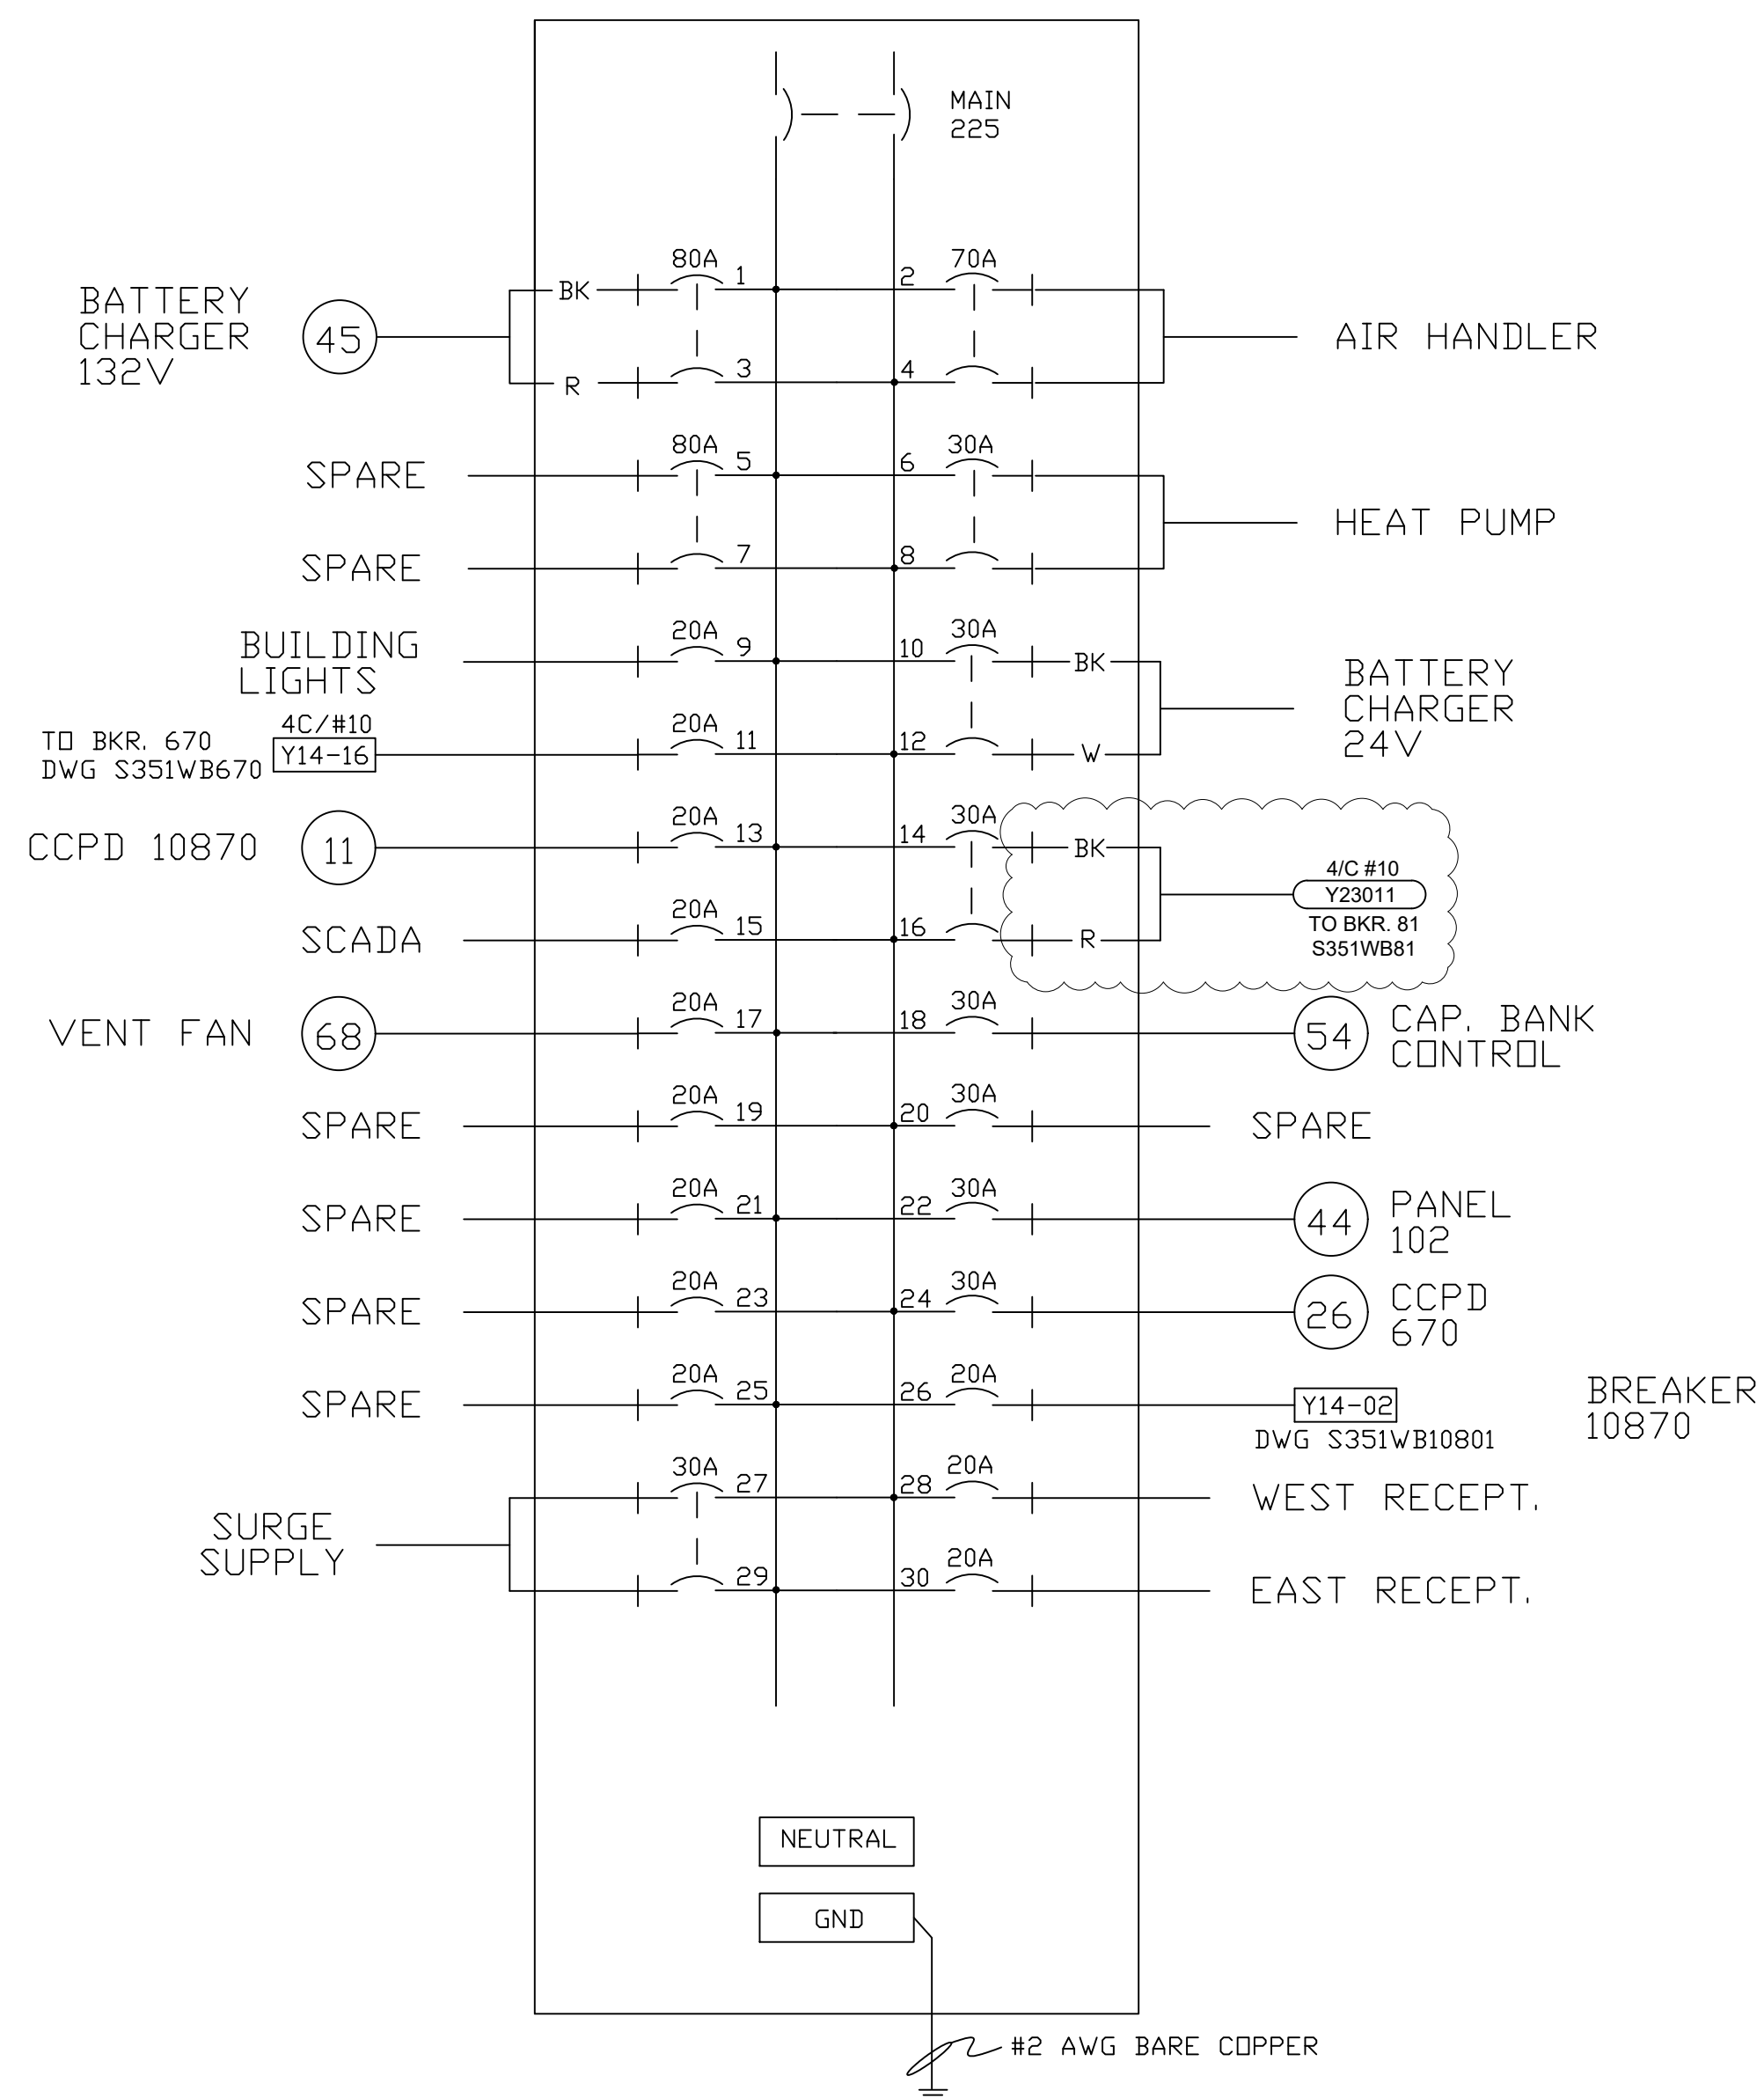 MAIN
225
80A 1 2 70A
BATTERY
CHARGER
132V
45
BK
AIR HANDLER
R
3 4
80A 5 6 30A
SPARE
HEAT PUMP
SPARE
7 8
20A 9 10 30A
BUILDING
LIGHTS
BK
BATTERY
CHARGER
24V
4C/#10
TO BKR. 670
DWG S351WB670
Y14-16
20A 11 12
W
CCPD 10870
11
20A 13 14 30A
BK
4/C #10
Y23011
TO BKR. 81
S351WB81
SCADA
20A 15 16
R
VENT FAN
68
20A 17 18 30A
54
CAP. BANK
CONTROL
SPARE
20A 19 20 30A
SPARE
SPARE
20A 21 22 30A
44
PANEL
102
SPARE
20A 23 24 30A
26
CCPD
670
SPARE
20A 25 26 20A
Y14-02
DWG S351WB10801
BREAKER
10870
30A 27 28 20A
WEST RECEPT.
SURGE
SUPPLY
29 30 20A
EAST RECEPT.
NEUTRAL
GND
#2 AWG BARE COPPER